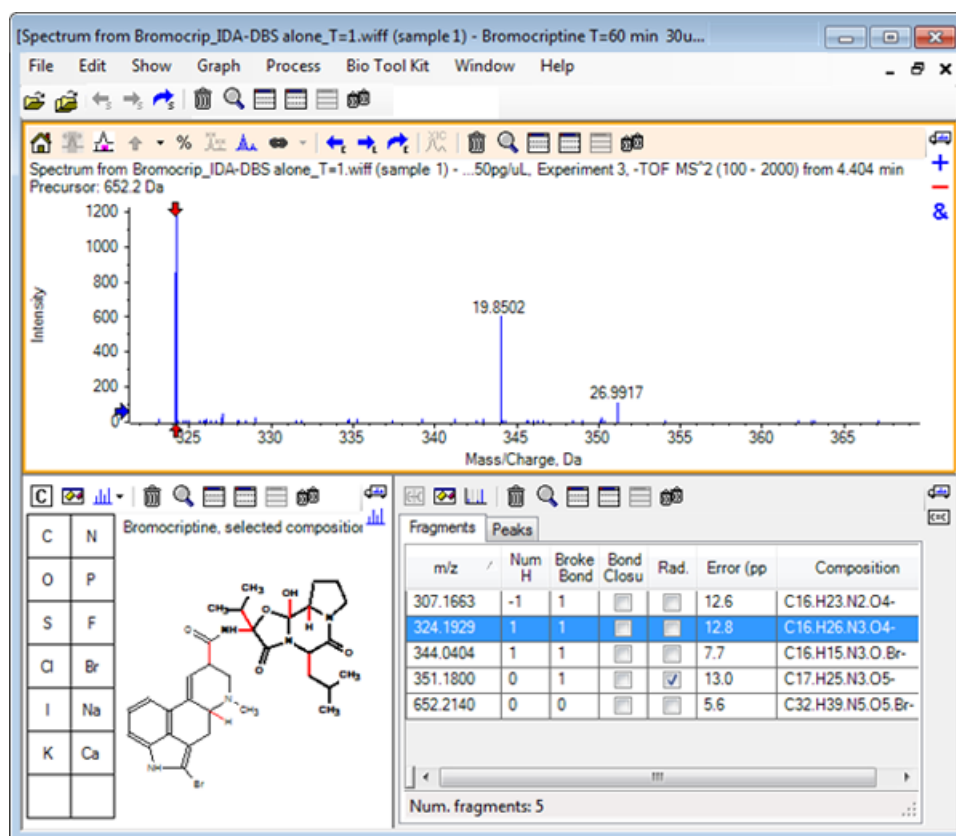 [Spectrum from Bromocrip_IDA-DBS alone_T=1.wiff (sample 1) - Bromocriptine T=60 min 30u...
File Edit Show Graph Process Bio Tool Kit Window Help
Spectrum from Bromocrip_IDA-DBS alone_T=1.wiff (sample 1) - ...50pg/uL, Experiment 3, -TOF MS^2 (100 - 2000) from 4.404 min
Precursor: 652.2 Da
1200
1000
800
600
400
200
0
Intensity
19.8502
26.9917
325 330 335 340 345 350 355 360 365
Mass/Charge, Da
C N
O P
S F
Cl Br
I Na
K Ca
Bromocriptine, selected composition
CH3
OH
CH3
O
N
O
NH
H
O
N
O
CH3
CH3
N
CH3
H
NH
Br
Fragments Peaks
m/z Num H Broke Bond Bond Closu Rad. Error (pp Composition
307.1663 -1 1 12.6 C16.H23.N2.O4-
324.1929 1 1 12.8 C16.H26.N3.O4-
344.0404 1 1 7.7 C16.H15.N3.O.Br-
351.1800 0 1 13.0 C17.H25.N3.O5-
652.2140 0 0 5.6 C32.H39.N5.O5.Br-
Num. fragments: 5